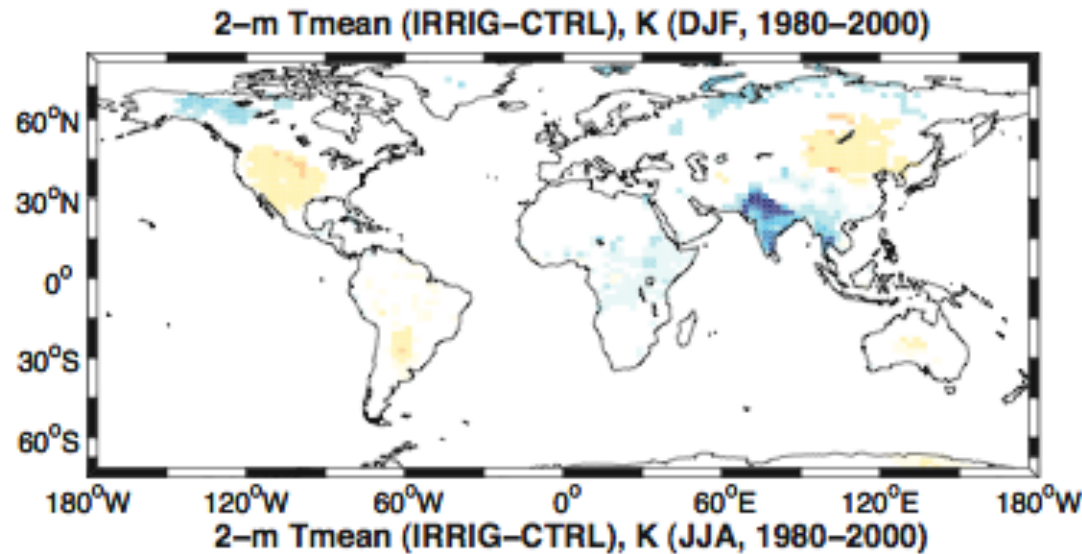 2-m Tmean (IRRIG-CTRL), K (DJF, 1980-2000)
60°N
30°N
0°
30°S
60°S
180°W 120°W 60°W 0° 60°E 120°E 180°W
2-m Tmean (IRRIG-CTRL), K (JJA, 1980-2000)